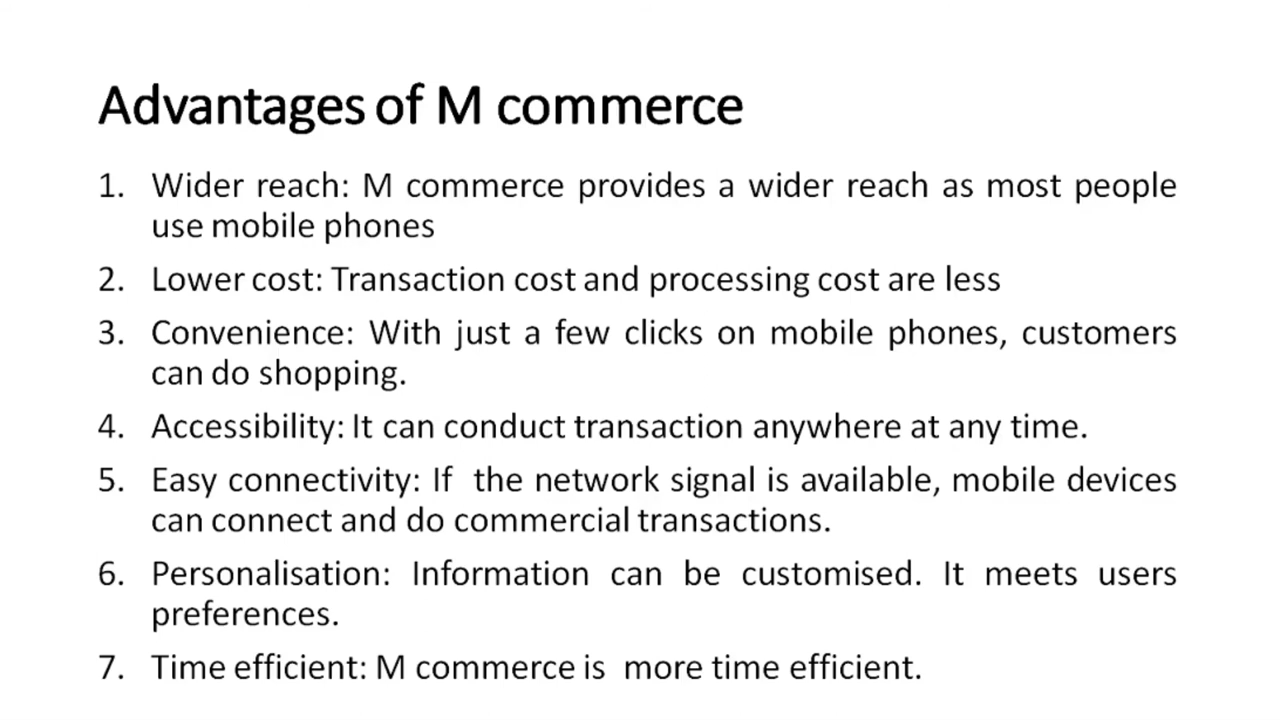 Advantages of M commerce
1. Wider reach: M commerce provides a wider reach as most people
use mobile phones
2. Lower cost: Transaction cost and processing cost are less
3. Convenience: With just a few clicks on mobile phones, customers
can do shopping.
4. Accessibility: It can conduct transaction anywhere at any time.
5. Easy connectivity: If the network signal is available, mobile devices
can connect and do commercial transactions.
6. Personalisation: Information can be customised. It meets users
preferences.
7. Time efficient: M commerce is more time efficient.